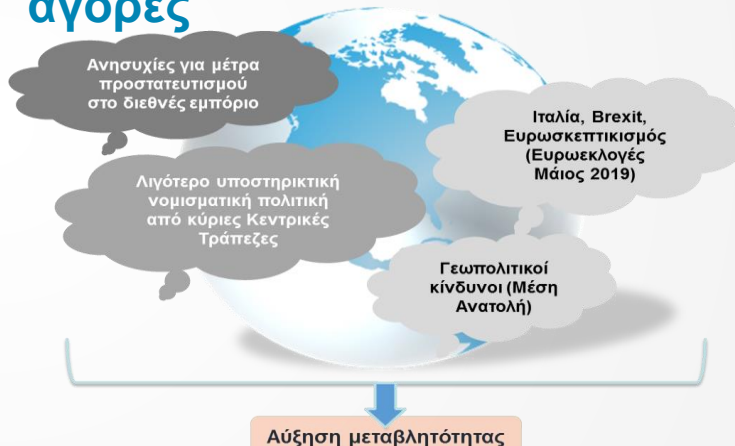 αγορές
Ανησυχίες για μέτρα
προστατευτισμού
στο διεθνές εμπόριο
Ιταλία, Brexit,
Ευρωσκεπτικισμός
(Ευρωεκλογές
Μάιος 2019)
Λιγότερο υποστηρικτική
νομισματική πολιτική
από κύριες Κεντρικές
Τράπεζες
Γεωπολιτικοί
κίνδυνοι (Μέση
Ανατολή)
Αύξηση μεταβλητότητας